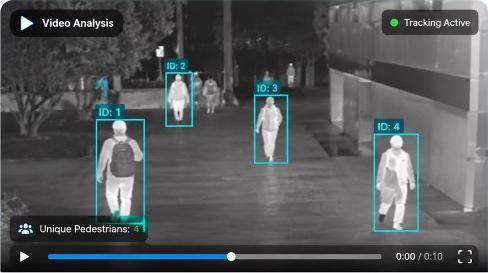 Video Analysis
Tracking Active
ID: 2
ID: 3
ID: 1
ID: 4
Unique Pedestrians: 4
0:00 / 0:10